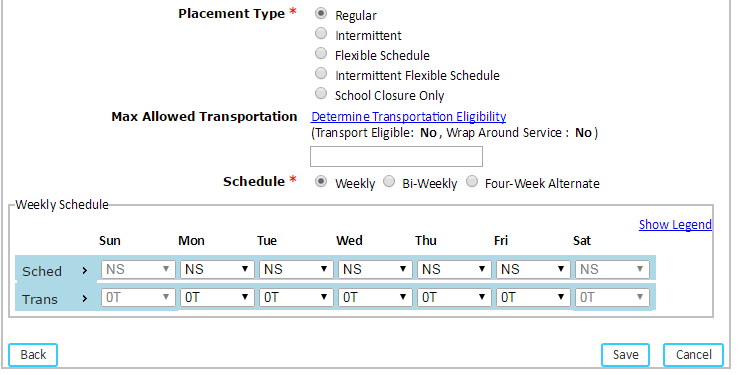 Placement Type * Regular
Intermittent
Flexible Schedule
Intermittent Flexible Schedule
School Closure Only
Max Allowed Transportation Determine Transportation Eligibility
(Transport Eligible: No , Wrap Around Service : No )
Schedule * Weekly Bi-Weekly Four-Week Alternate
Weekly Schedule
Show Legend
Sun Mon Tue Wed Thu Fri Sat
Sched > NS NS NS NS NS NS NS
Trans > 0T 0T 0T 0T 0T 0T 0T
Back Save Cancel